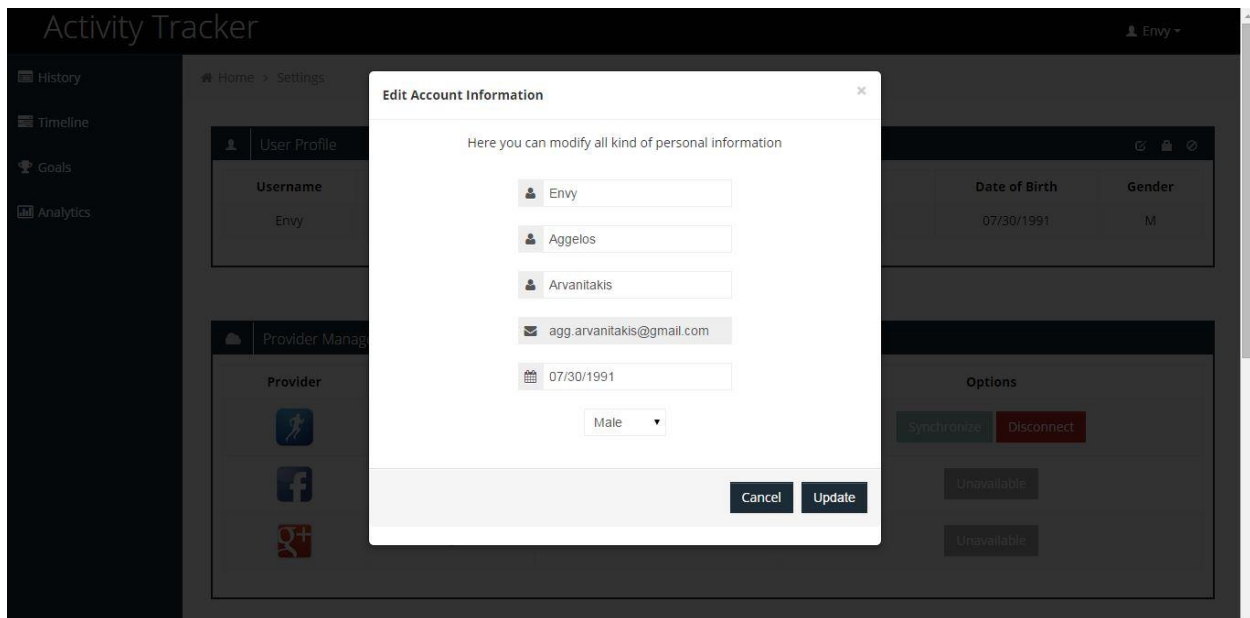 Activity Tracker
Envy
History
Home > Settings
Edit Account Information
×
Timeline
Here you can modify all kind of personal information
User Profile
Goals
Username
Date of Birth
Gender
Envy
Analytics
Envy
07/30/1991
M
Aggelos
Arvanitakis
agg.arvanitakis@gmail.com
Provider Manag
07/30/1991
Provider
Options
Male
Synchronize
Disconnect
Unavailable
Cancel
Update
Unavailable